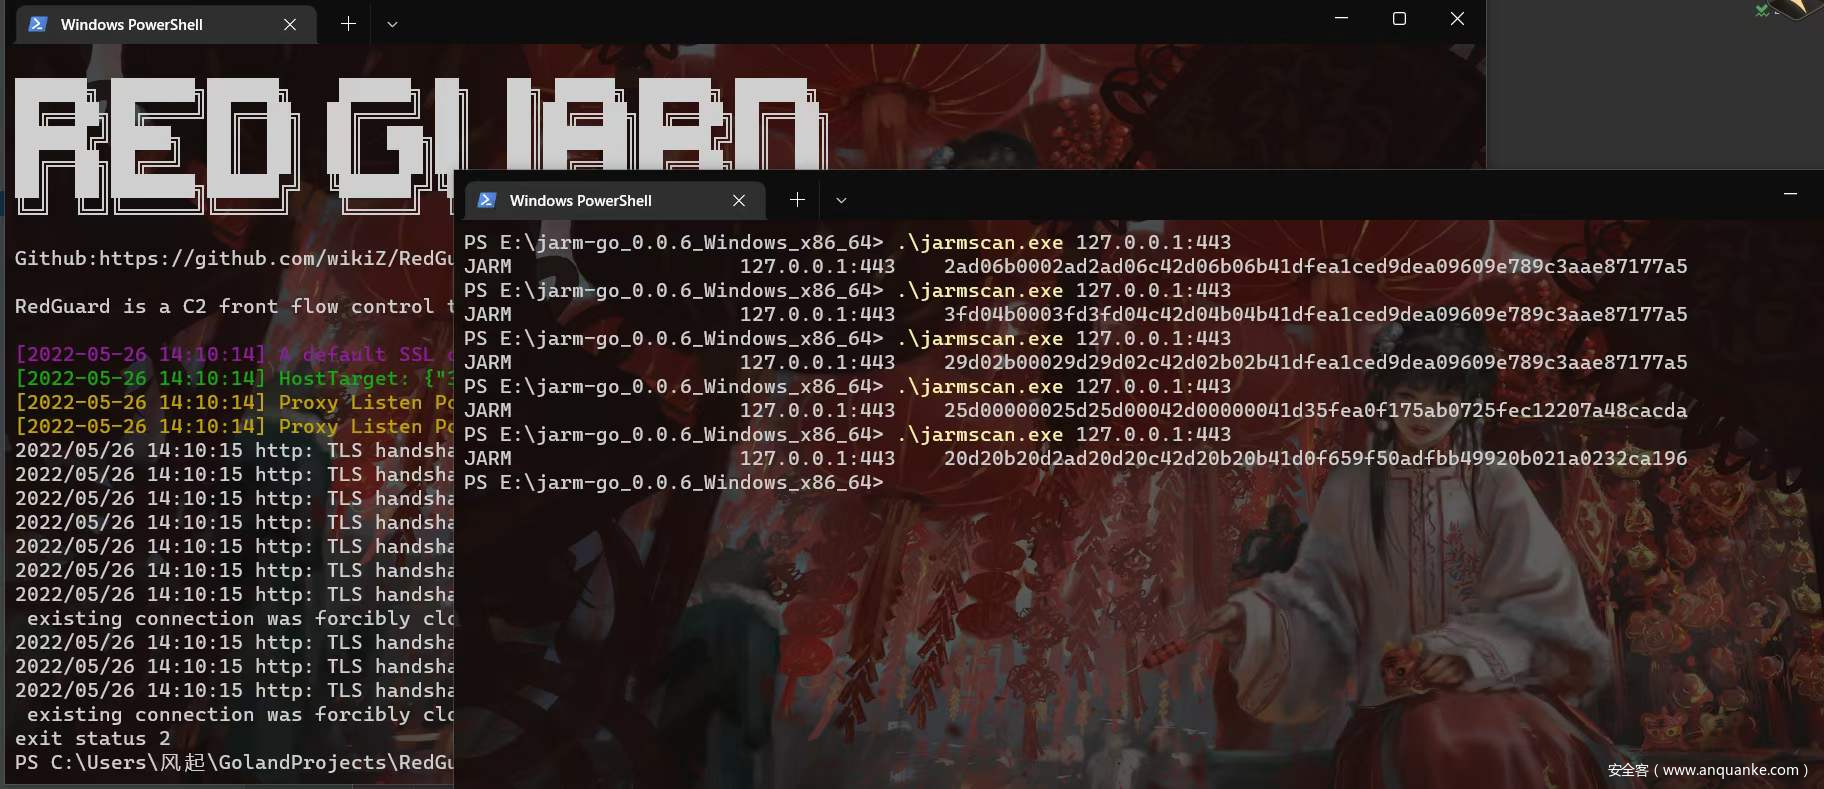 Windows PowerShell
RED GUARD
Github:https://github.com/wikiZ/RedGu
RedGuard is a C2 front flow control t
[2022-05-26 14:10:14] A default SSL c
[2022-05-26 14:10:14] HostTarget: {"3
[2022-05-26 14:10:14] Proxy Listen Po
[2022-05-26 14:10:14] Proxy Listen Po
2022/05/26 14:10:15 http: TLS handsha
2022/05/26 14:10:15 http: TLS handsha
2022/05/26 14:10:15 http: TLS handsha
2022/05/26 14:10:15 http: TLS handsha
2022/05/26 14:10:15 http: TLS handsha
2022/05/26 14:10:15 http: TLS handsha
2022/05/26 14:10:15 http: TLS handsha
existing connection was forcibly clo
2022/05/26 14:10:15 http: TLS handsha
2022/05/26 14:10:15 http: TLS handsha
2022/05/26 14:10:15 http: TLS handsha
existing connection was forcibly clo
exit status 2
PS C:\Users\风起\GolandProjects\RedGu
Windows PowerShell
PS E:\jarm-go_0.0.6_Windows_x86_64> .\jarmscan.exe 127.0.0.1:443
JARM 127.0.0.1:443 2ad06b0002ad2ad06c42d06b06b41dfea1ced9dea09609e789c3aae87177a5
PS E:\jarm-go_0.0.6_Windows_x86_64> .\jarmscan.exe 127.0.0.1:443
JARM 127.0.0.1:443 3fd04b0003fd3fd04c42d04b04b41dfea1ced9dea09609e789c3aae87177a5
PS E:\jarm-go_0.0.6_Windows_x86_64> .\jarmscan.exe 127.0.0.1:443
JARM 127.0.0.1:443 29d02b00029d29d02c42d02b02b41dfea1ced9dea09609e789c3aae87177a5
PS E:\jarm-go_0.0.6_Windows_x86_64> .\jarmscan.exe 127.0.0.1:443
JARM 127.0.0.1:443 25d00000025d25d00042d00000041d35fea0f175ab0725fec12207a48cacda
PS E:\jarm-go_0.0.6_Windows_x86_64> .\jarmscan.exe 127.0.0.1:443
JARM 127.0.0.1:443 20d20b20d2ad20d20c42d20b20b41d0f659f50adfbb49920b021a0232ca196
PS E:\jarm-go_0.0.6_Windows_x86_64>
安全客 ( www.anquanke.com )